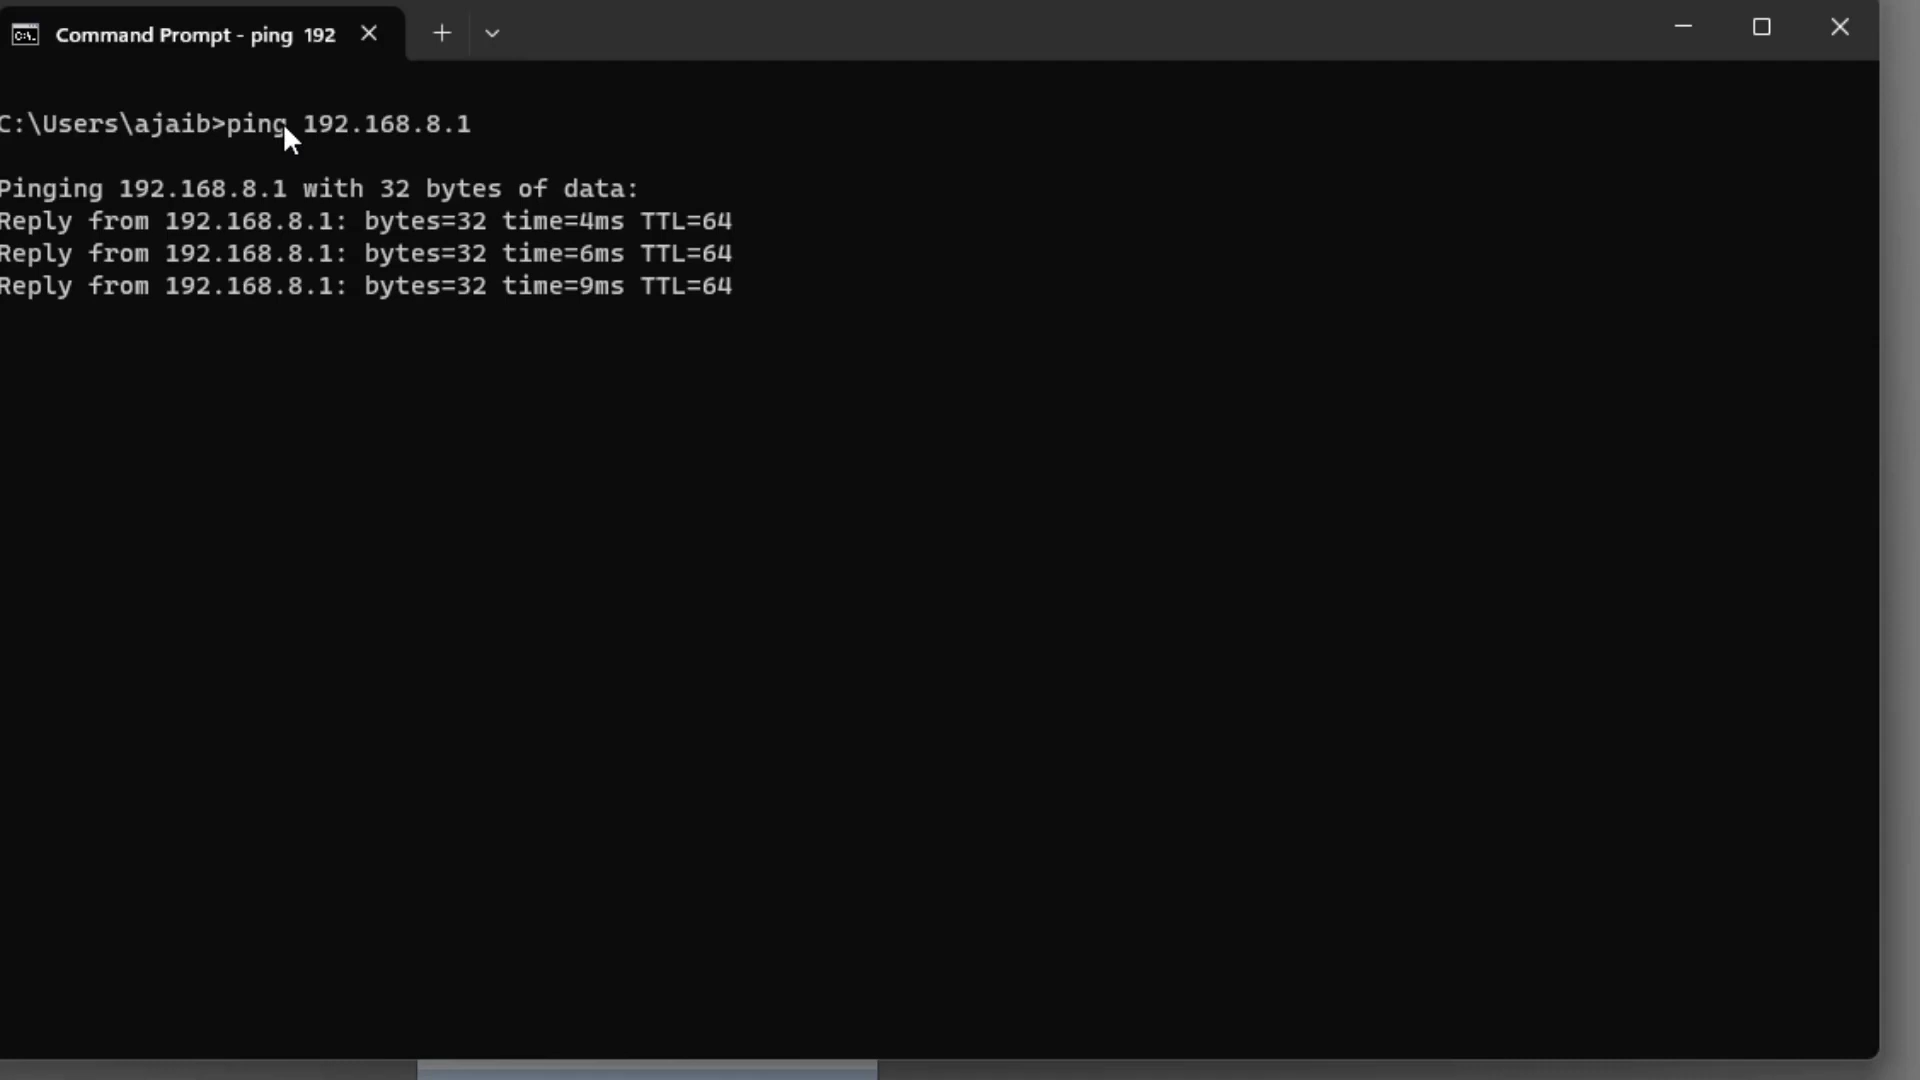 Command Prompt - ping 192
C:\Users\ajaib>ping 192.168.8.1
Pinging 192.168.8.1 with 32 bytes of data:
Reply from 192.168.8.1: bytes=32 time=4ms TTL=64
Reply from 192.168.8.1: bytes=32 time=6ms TTL=64
Reply from 192.168.8.1: bytes=32 time=9ms TTL=64